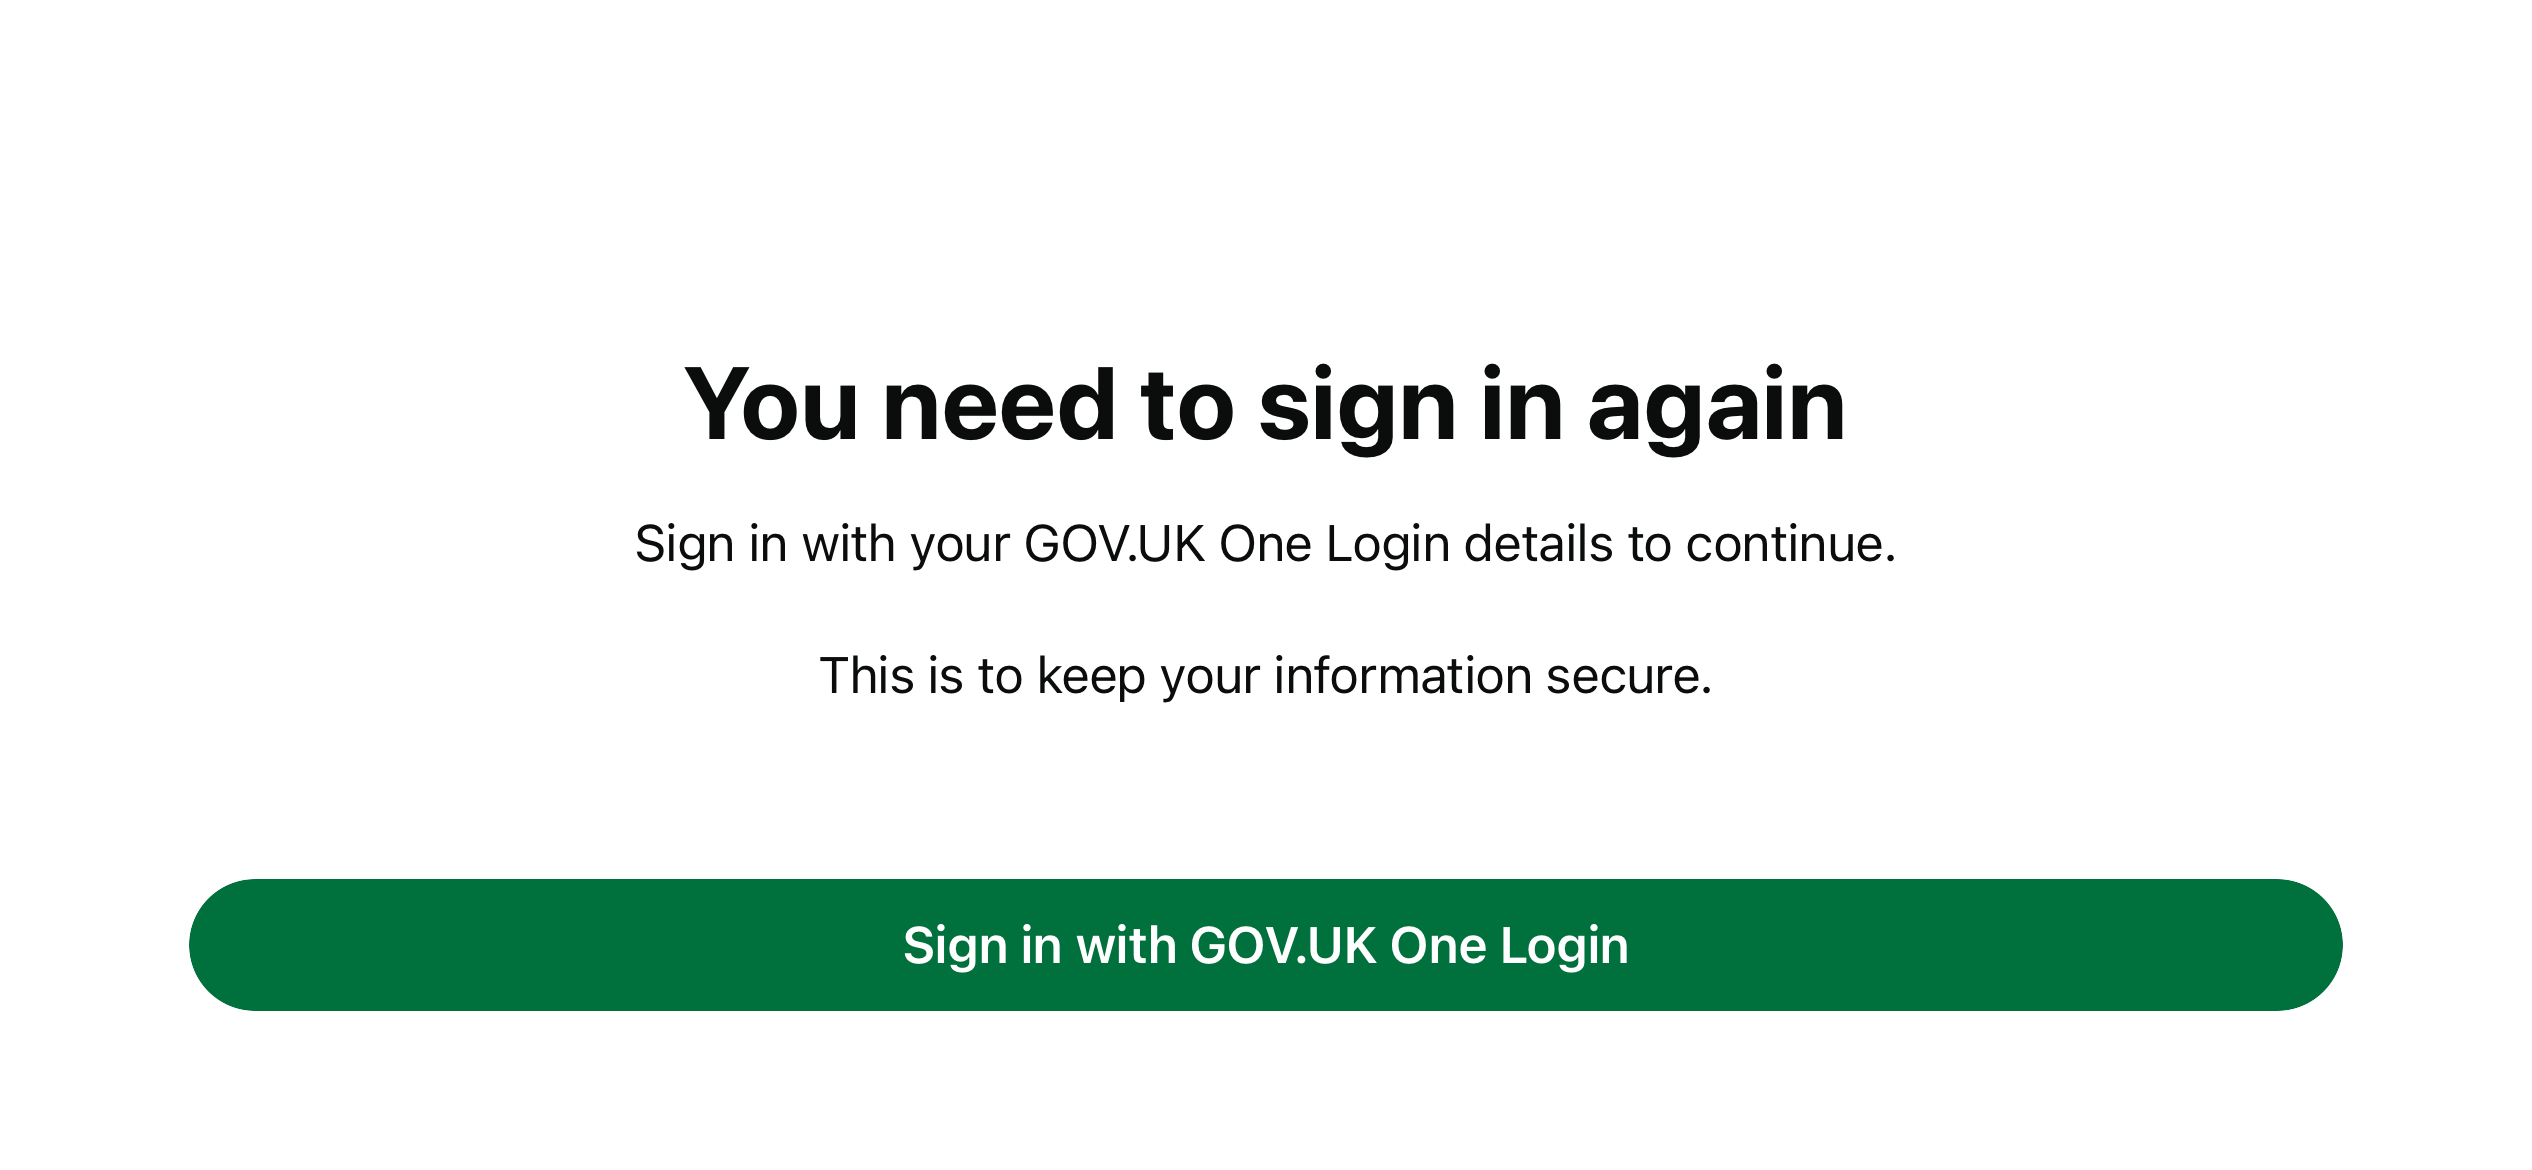 You need to sign in again
Sign in with your GOV.UK One Login details to continue.
This is to keep your information secure.
Sign in with GOV.UK One Login